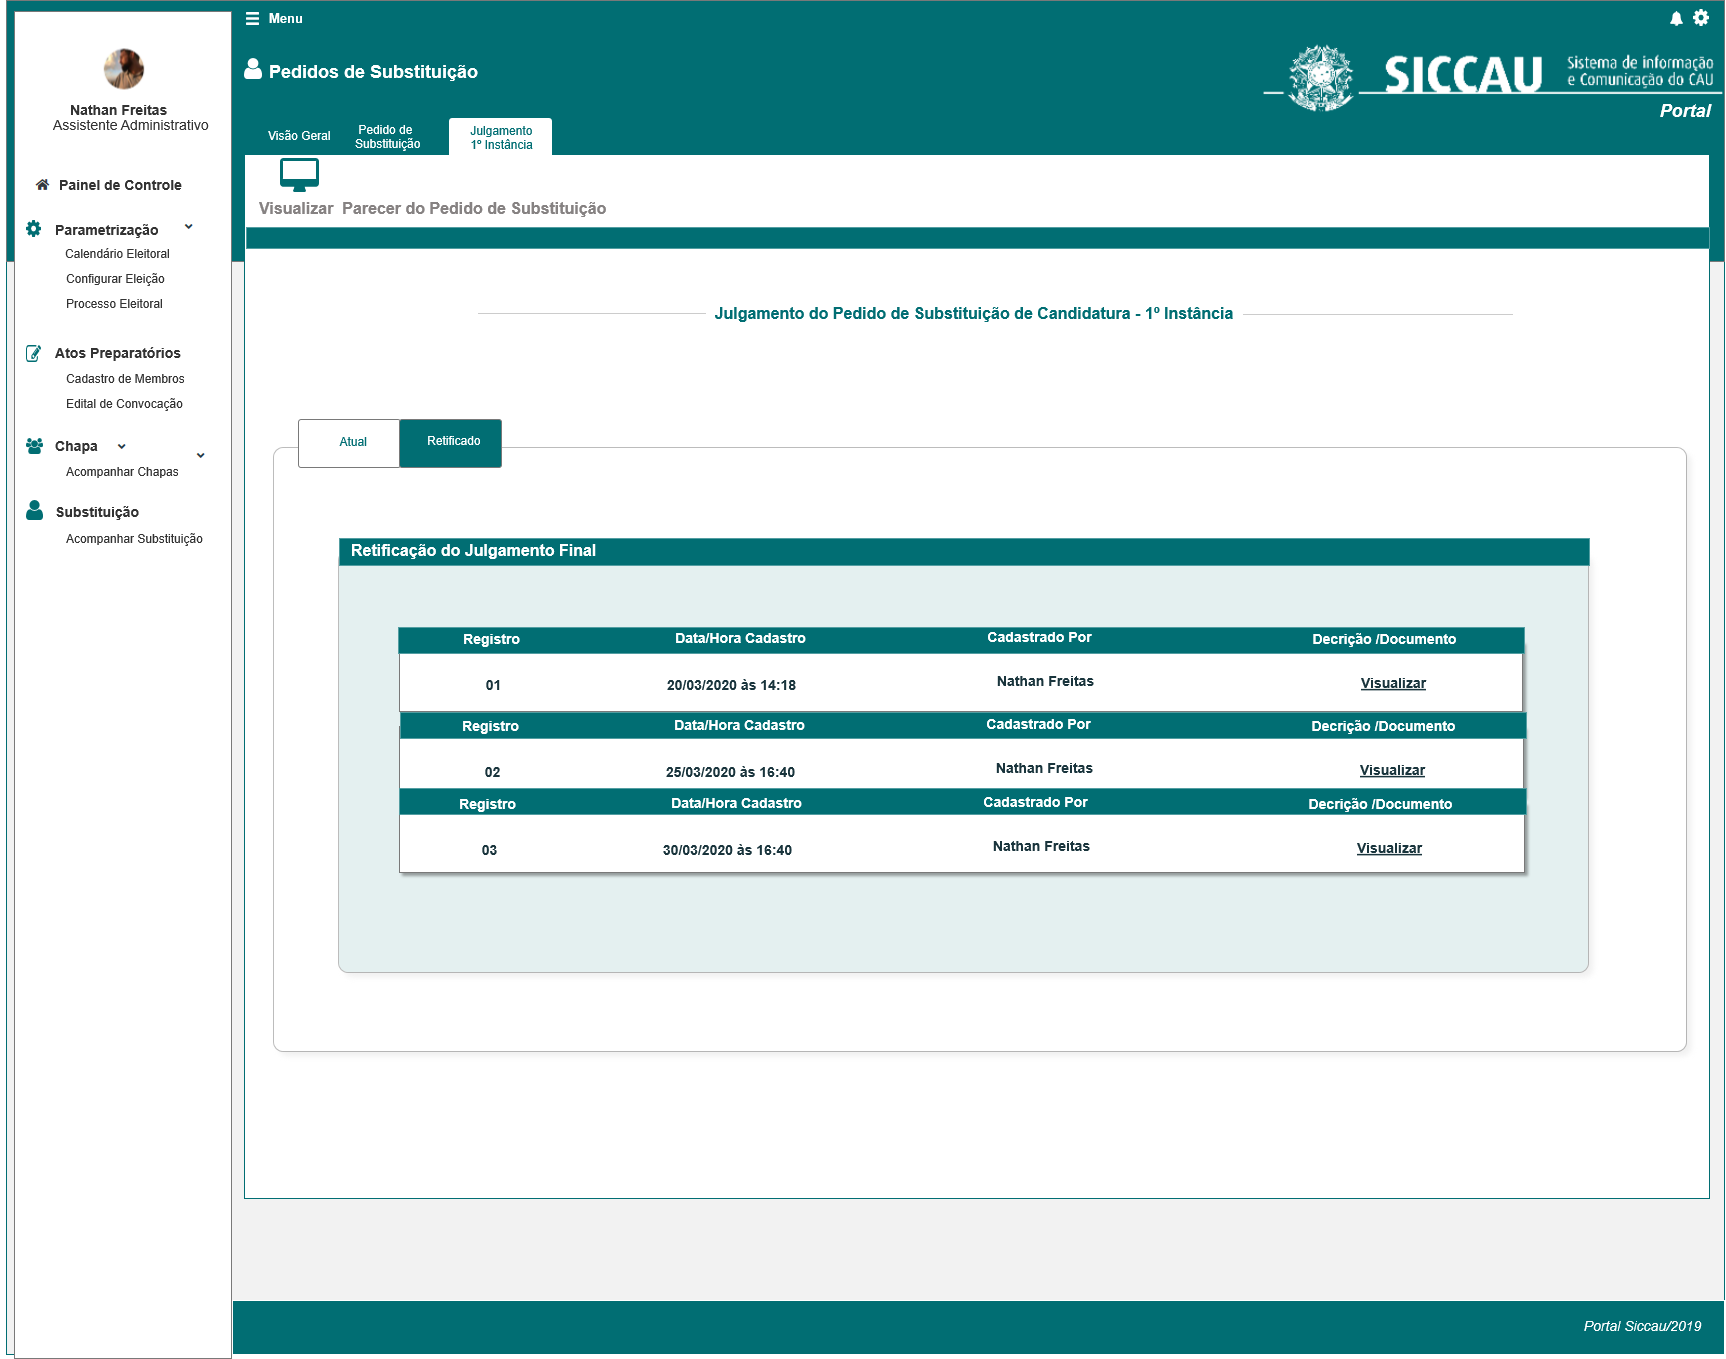 Menu
Nathan Freitas
Assistente Administrativo
Painel de Controle
Parametrização
Calendário Eleitoral
Configurar Eleição
Processo Eleitoral
Atos Preparatórios
Cadastro de Membros
Edital de Convocação
Chapa
Acompanhar Chapas
Substituição
Acompanhar Substituição
Pedidos de Substituição
SICCAU
Sistema de informação
e Comunicação do CAU
Portal
Visão Geral
Pedido de
Substituição
Julgamento
1º Instância
Visualizar Parecer do Pedido de Substituição
Julgamento do Pedido de Substituição de Candidatura - 1º Instância
Atual Retificado
Retificação do Julgamento Final
Registro Data/Hora Cadastro Cadastrado Por Decrição /Documento
01 20/03/2020 às 14:18 Nathan Freitas Visualizar
Registro Data/Hora Cadastro Cadastrado Por Decrição /Documento
02 25/03/2020 às 16:40 Nathan Freitas Visualizar
Registro Data/Hora Cadastro Cadastrado Por Decrição /Documento
03 30/03/2020 às 16:40 Nathan Freitas Visualizar
Portal Siccau/2019